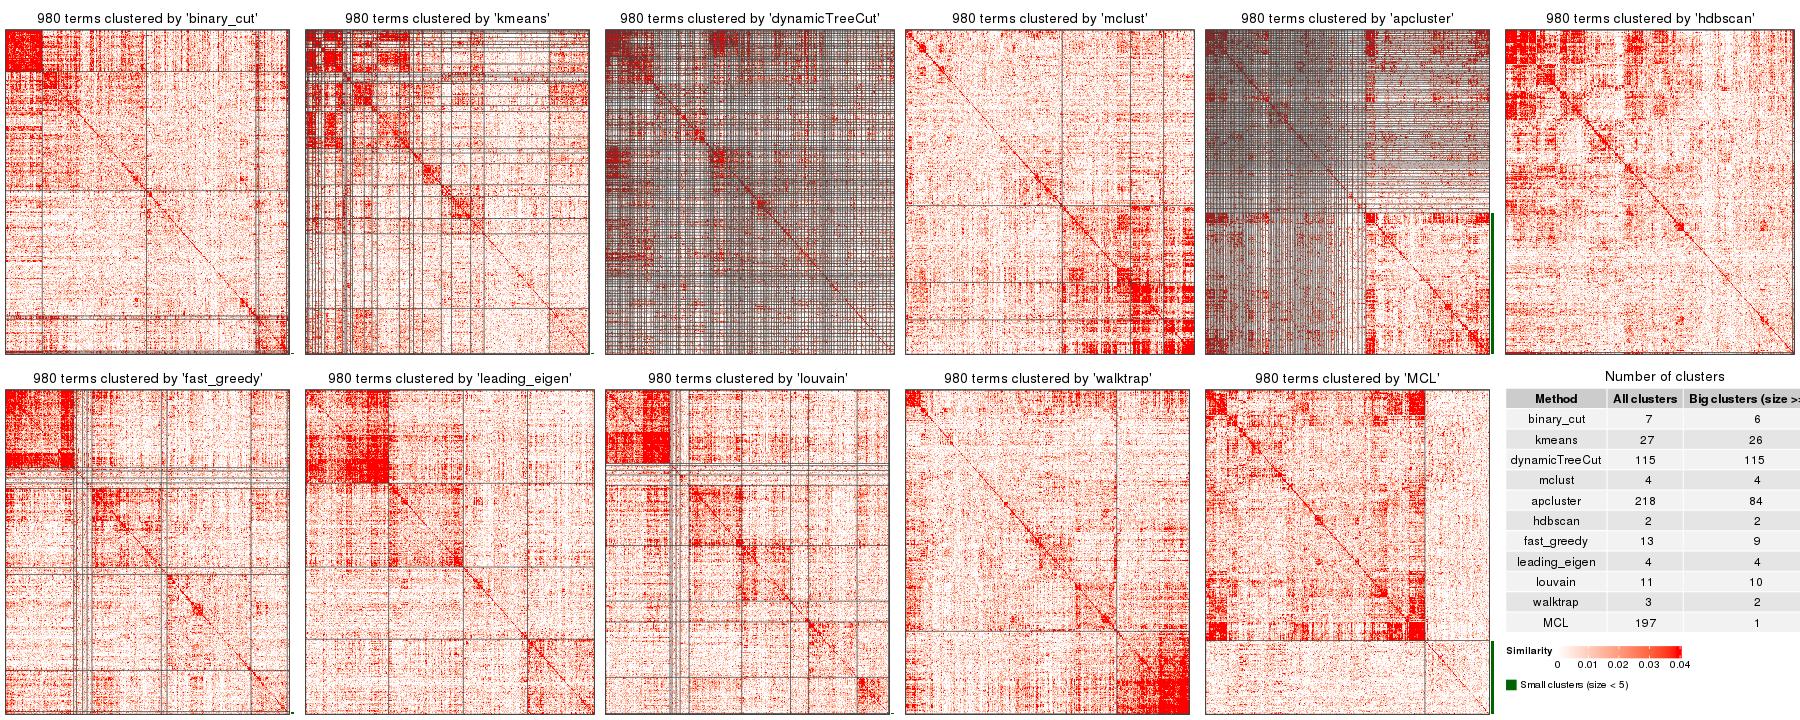 980 terms clustered by 'binary_cut'
980 terms clustered by 'kmeans'
980 terms clustered by 'dynamicTreeCut'
980 terms clustered by 'mclust'
980 terms clustered by 'apcluster'
980 terms clustered by 'hdbscan'
980 terms clustered by 'fast_greedy'
980 terms clustered by 'leading_eigen'
980 terms clustered by 'louvain'
980 terms clustered by 'walktrap'
980 terms clustered by 'MCL'
Number of clusters
Method All clusters Big clusters (size >=
binary_cut 7 6
kmeans 27 26
dynamicTreeCut 115 115
mclust 4 4
apcluster 218 84
hdbscan 2 2
fast_greedy 13 9
leading_eigen 4 4
louvain 11 10
walktrap 3 2
MCL 197 1
Similarity
0 0.01 0.02 0.03 0.04
Small clusters (size < 5)